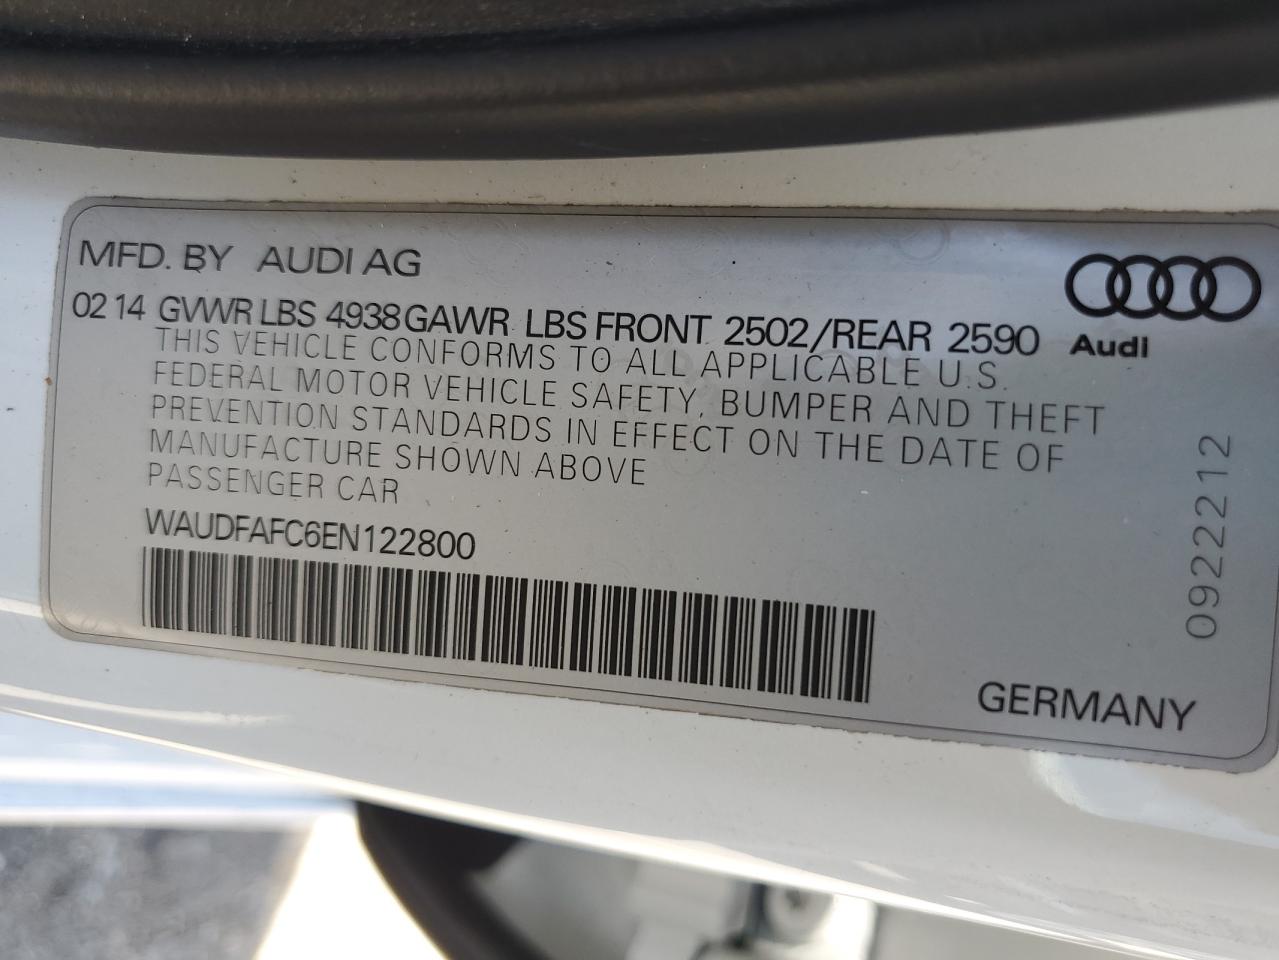 MFD. BY AUDI AG
02 14 GVWR LBS 4938 GAWR LBS FRONT 2502/REAR 2590
Audi
THIS VEHICLE CONFORMS TO ALL APPLICABLE U.S.
FEDERAL MOTOR VEHICLE SAFETY, BUMPER AND THEFT
PREVENTION STANDARDS IN EFFECT ON THE DATE OF
MANUFACTURE SHOWN ABOVE
PASSENGER CAR
WAUDFAFC6EN122800
0922212
GERMANY